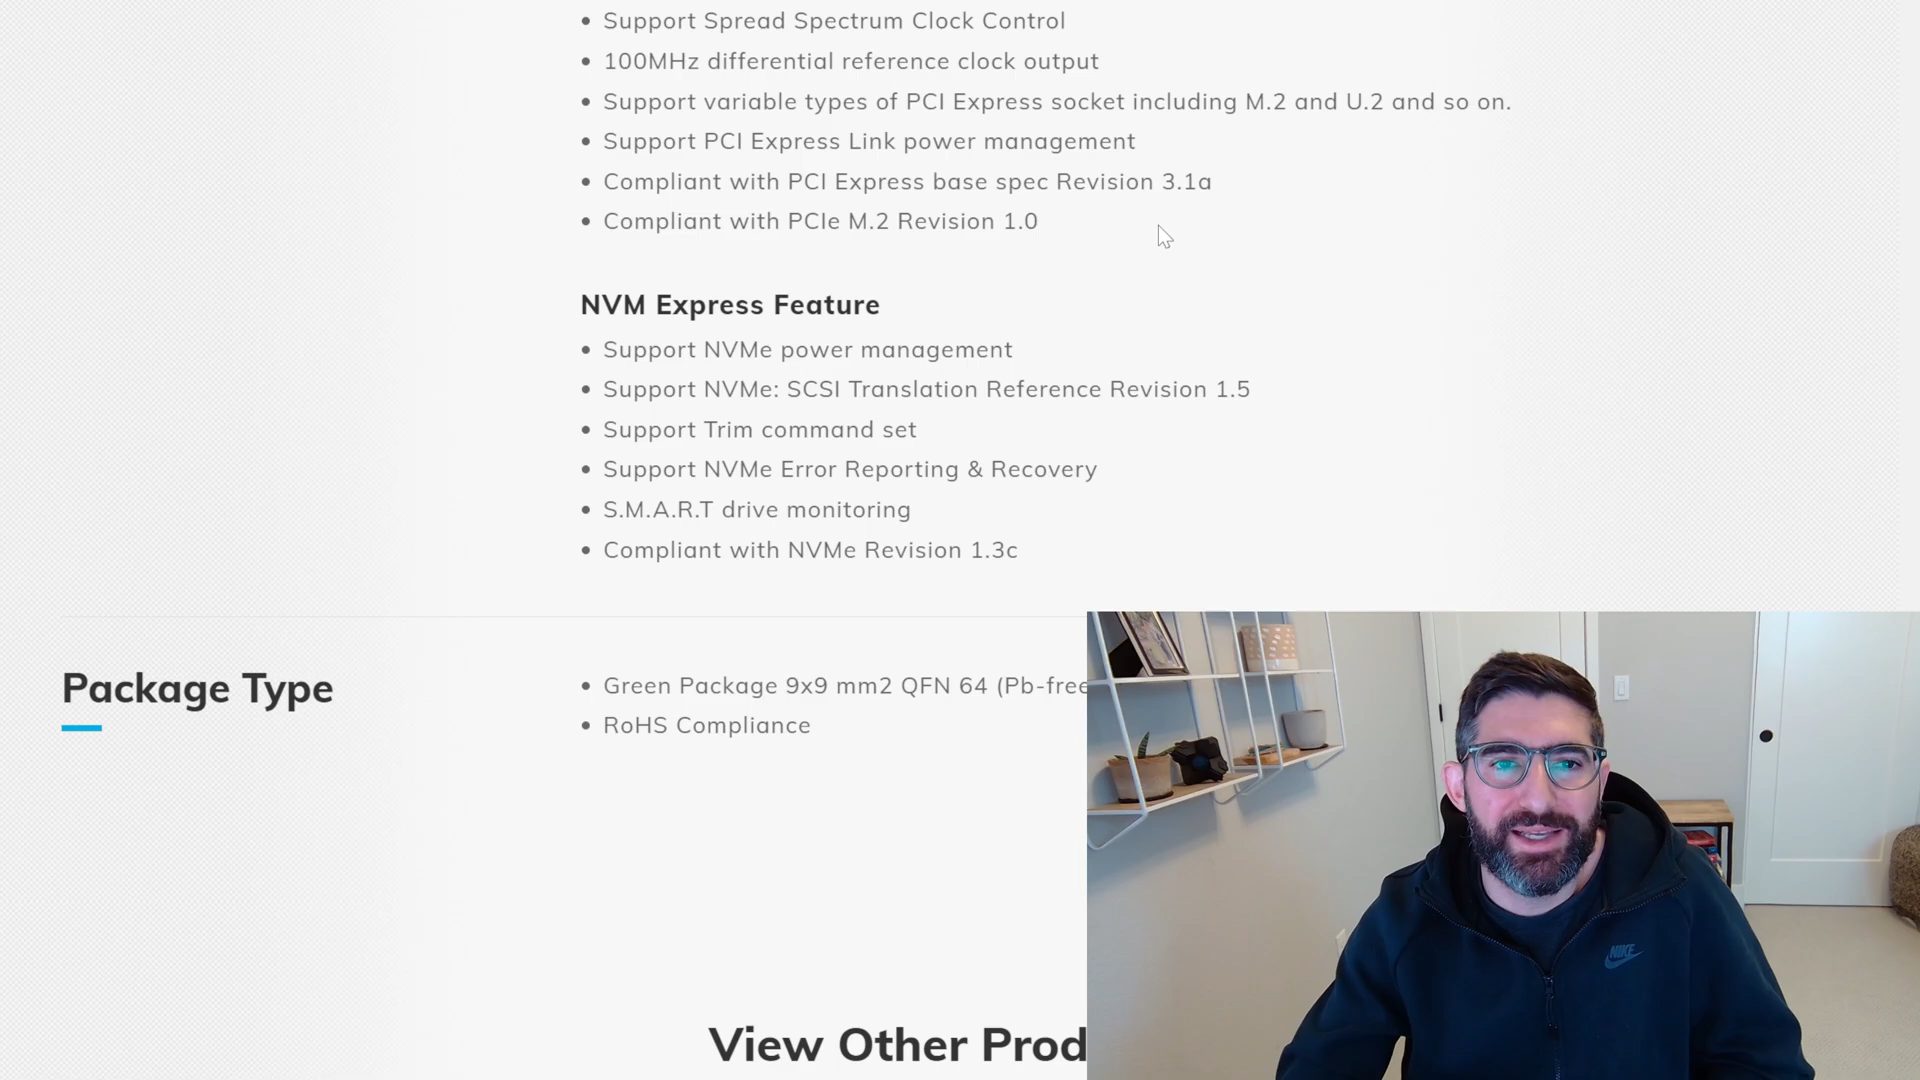 Support Spread Spectrum Clock Control
100MHz differential reference clock output
Support variable types of PCI Express socket including M.2 and U.2 and so on.
Support PCI Express Link power management
Compliant with PCI Express base spec Revision 3.1a
Compliant with PCIe M.2 Revision 1.0
NVM Express Feature
Support NVMe power management
Support NVMe: SCSI Translation Reference Revision 1.5
Support Trim command set
Support NVMe Error Reporting & Recovery
S.M.A.R.T drive monitoring
Compliant with NVMe Revision 1.3c
Package Type
Green Package 9x9 mm2 QFN 64 (Pb-free
RoHS Compliance
View Other Prod
NIKE